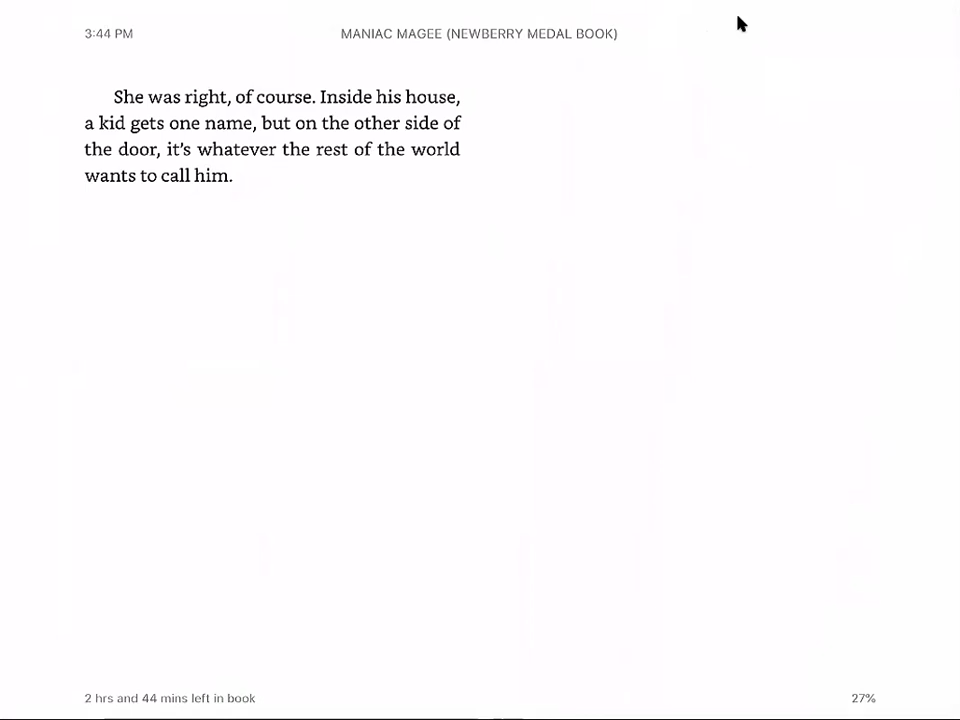 3:44 PM
MANIAC MAGEE (NEWBERRY MEDAL BOOK)
She was right, of course. Inside his house,
a kid gets one name, but on the other side of
the door, it’s whatever the rest of the world
wants to call him.
2 hrs and 44 mins left in book
27%